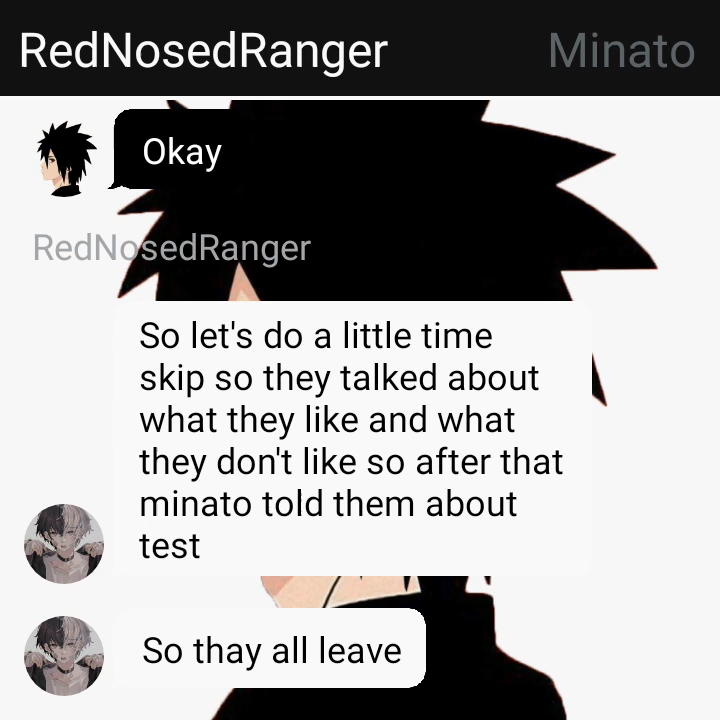 RedNosedRanger Minato
Okay
RedNosedRanger
So let's do a little time
skip so they talked about
what they like and what
they don't like so after that
minato told them about
test
So thay all leave